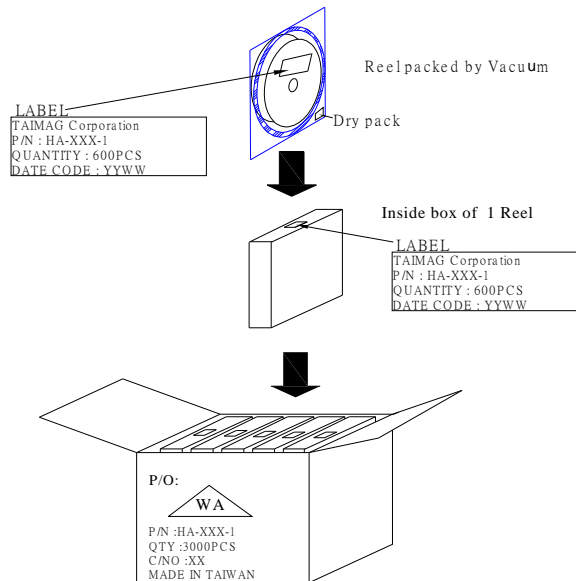 Reel packed by Vacuum
LABEL
TAIMAG Corporation
P/N : HA-XXX-1
QUANTITY : 600PCS
DATE CODE : YYWW
Dry pack
Inside box of 1 Reel
LABEL
TAIMAG Corporation
P/N : HA-XXX-1
QUANTITY : 600PCS
DATE CODE : YYWW
P/O:
WA
P/N :HA-XXX-1
QTY :3000PCS
C/NO :XX
MADE IN TAIWAN